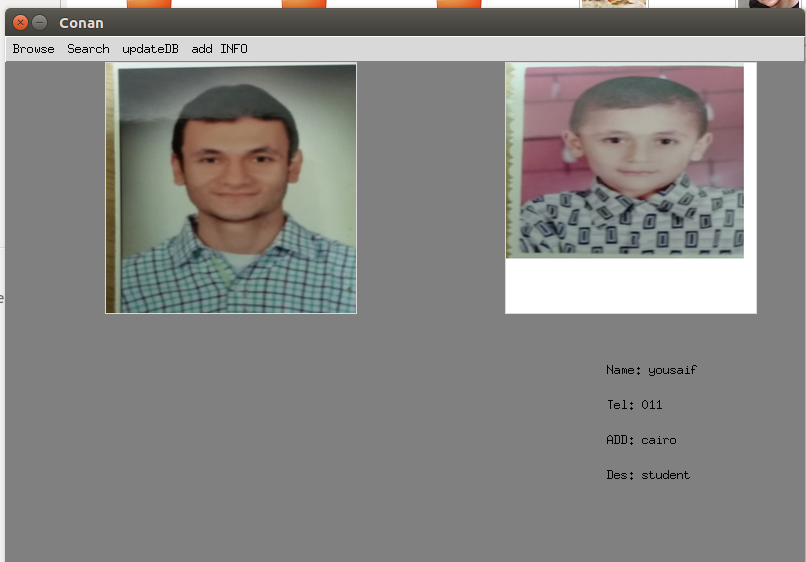 Conan
Browse Search updateDB add INFO
Name: yousaif
Tel: 011
ADD: cairo
Des: student